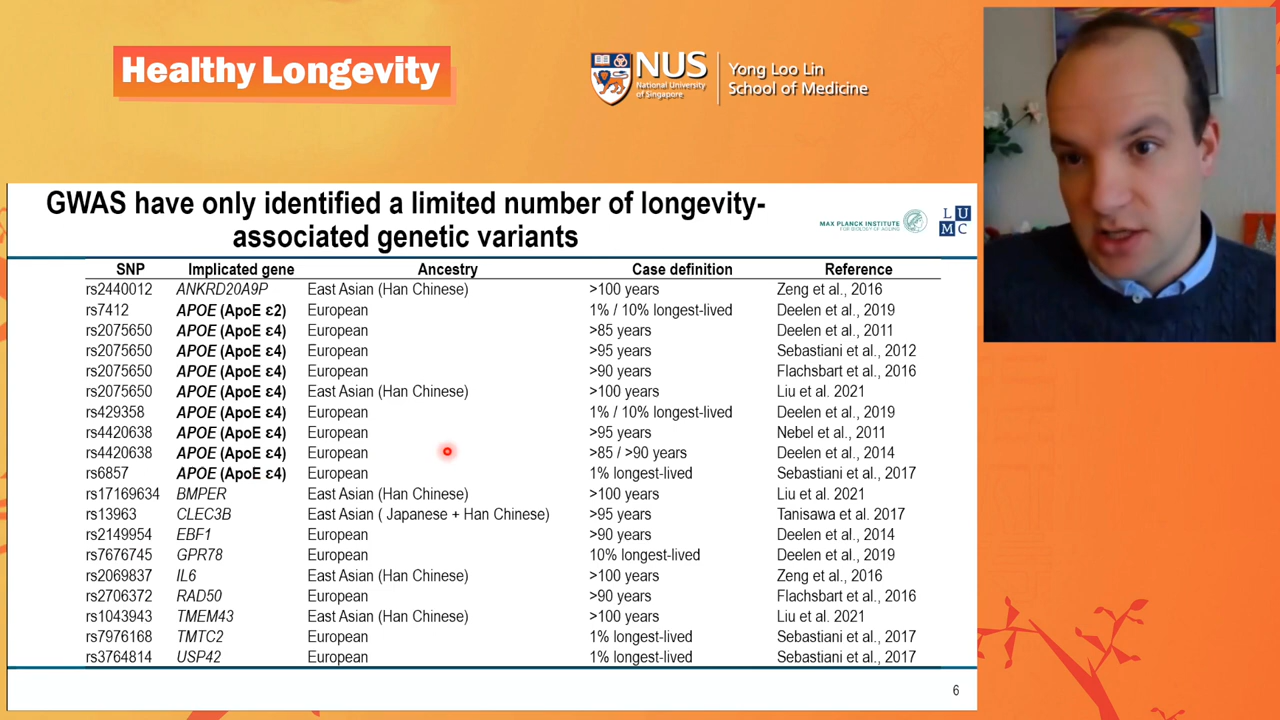 Healthy Longevity
NUS
National University
of Singapore
Yong Loo Lin
School of Medicine
GWAS have only identified a limited number of longevity-
associated genetic variants
MAX PLANCK INSTITUTE
FOR BIOLOGY OF AGEING
L U
M C
SNP Implicated gene Ancestry Case definition Reference
rs2440012 ANKRD20A9P East Asian (Han Chinese) >100 years Zeng et al., 2016
rs7412 APOE (ApoE ε2) European 1% / 10% longest-lived Deelen et al., 2019
rs2075650 APOE (ApoE ε4) European >85 years Deelen et al., 2011
rs2075650 APOE (ApoE ε4) European >95 years Sebastiani et al., 2012
rs2075650 APOE (ApoE ε4) European >90 years Flachsbart et al., 2016
rs2075650 APOE (ApoE ε4) East Asian (Han Chinese) >100 years Liu et al. 2021
rs429358 APOE (ApoE ε4) European 1% / 10% longest-lived Deelen et al., 2019
rs4420638 APOE (ApoE ε4) European >95 years Nebel et al., 2011
rs4420638 APOE (ApoE ε4) European >85 / >90 years Deelen et al., 2014
rs6857 APOE (ApoE ε4) European 1% longest-lived Sebastiani et al., 2017
rs17169634 BMPER East Asian (Han Chinese) >100 years Liu et al. 2021
rs13963 CLEC3B East Asian ( Japanese + Han Chinese) >95 years Tanisawa et al. 2017
rs2149954 EBF1 European >90 years Deelen et al., 2014
rs7676745 GPR78 European 10% longest-lived Deelen et al., 2019
rs2069837 IL6 East Asian (Han Chinese) >100 years Zeng et al., 2016
rs2706372 RAD50 European >90 years Flachsbart et al., 2016
rs1043943 TMEM43 East Asian (Han Chinese) >100 years Liu et al. 2021
rs7976168 TMTC2 European 1% longest-lived Sebastiani et al., 2017
rs3764814 USP42 European 1% longest-lived Sebastiani et al., 2017
6